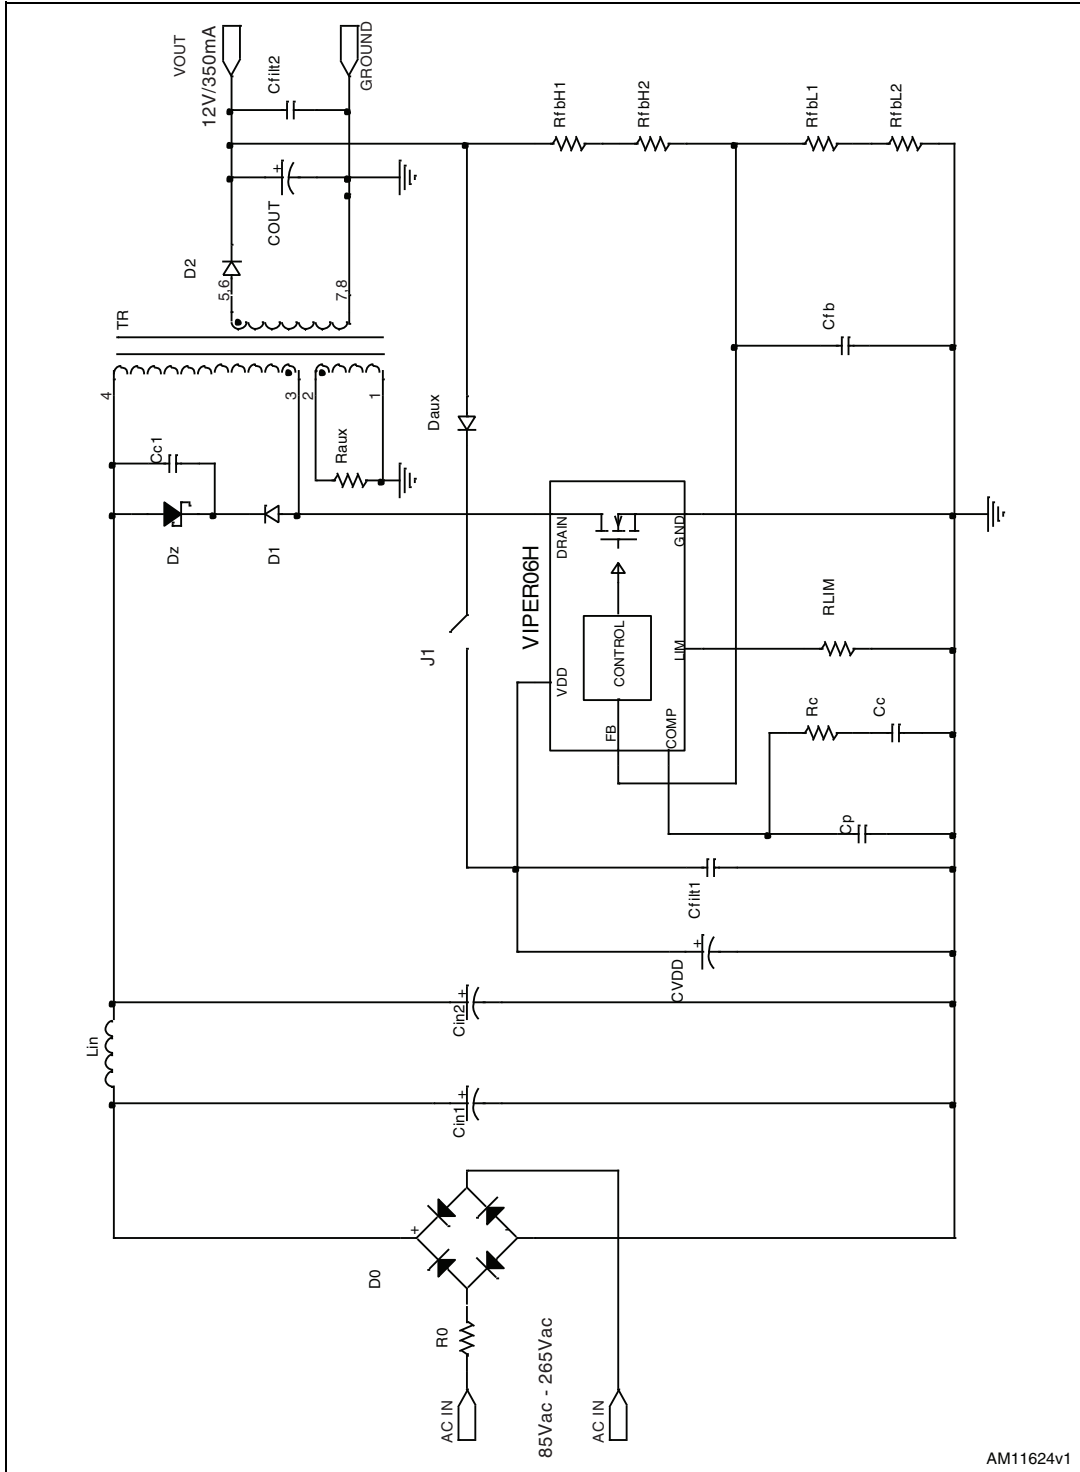 AC IN
AC IN
85Vac - 265Vac
R0
D0
+
-
Lin
Cin1
+
Cin2
+
CVDD
+
Cfilt1
Cp
Rc
Cc
RLIM
J1
VIPER06H
VDD
DRAIN
CONTROL
FB
COMP
LIM
GND
Dz
Cc1
D1
Raux
Daux
4
3
2
1
TR
5,6
7,8
D2
COUT
+
Cfilt2
VOUT
12V/350mA
GROUND
RfbH1
RfbH2
RfbL1
RfbL2
Cfb
AM11624v1